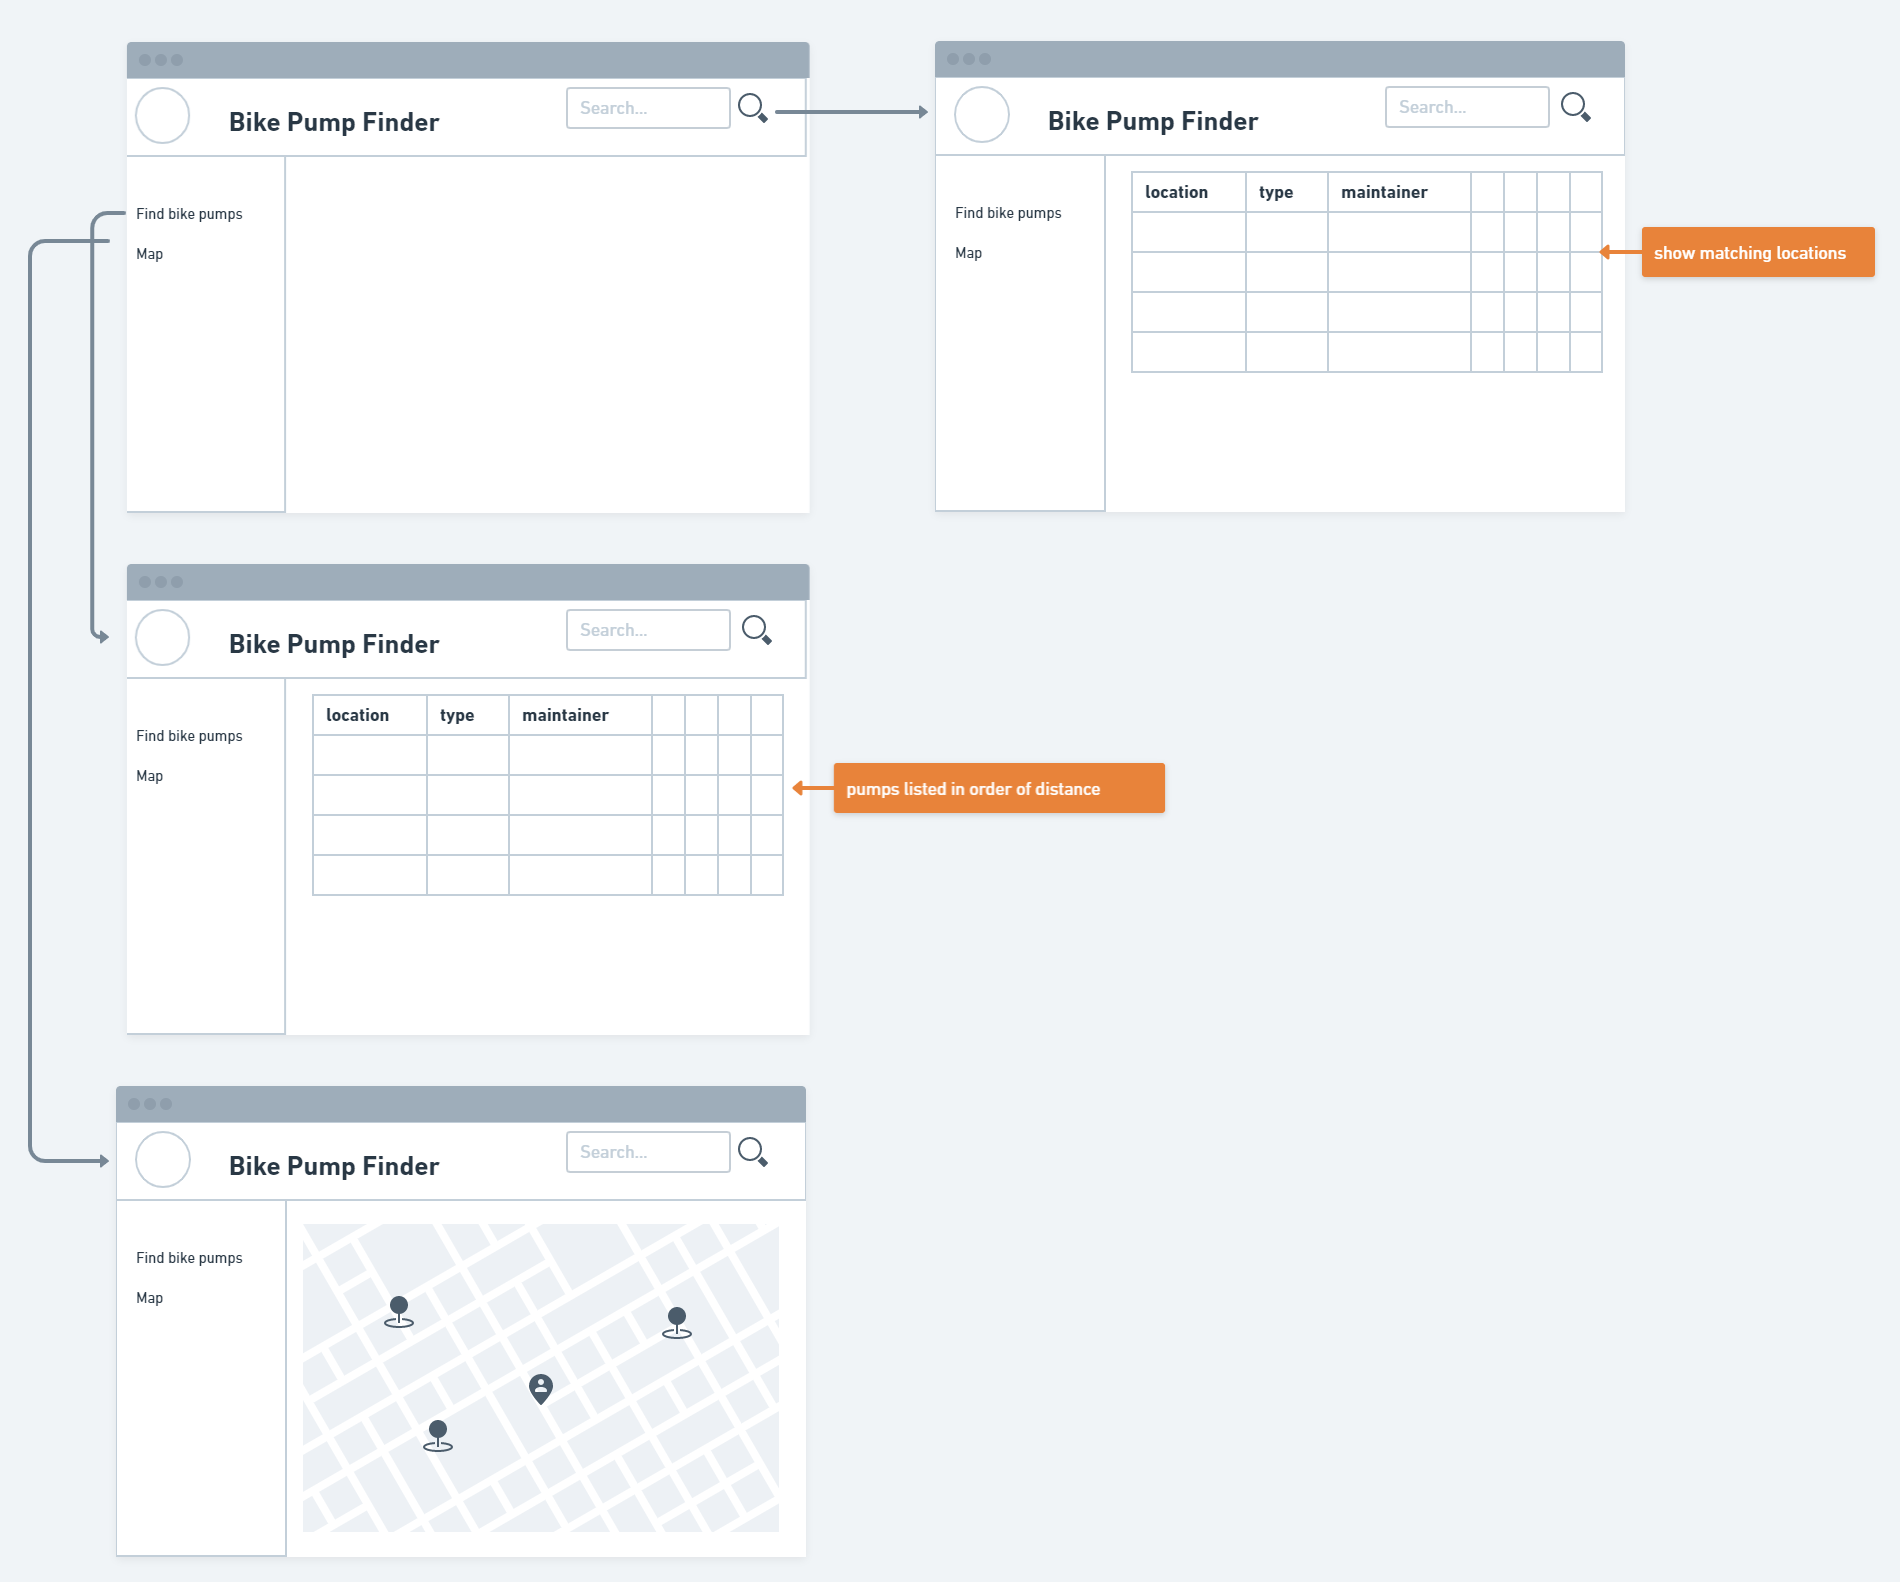 Bike Pump Finder
Search...
Find bike pumps
Map
Bike Pump Finder
Search...
Find bike pumps
Map
location type maintainer
show matching locations
Bike Pump Finder
Search...
Find bike pumps
Map
location type maintainer
pumps listed in order of distance
Bike Pump Finder
Search...
Find bike pumps
Map